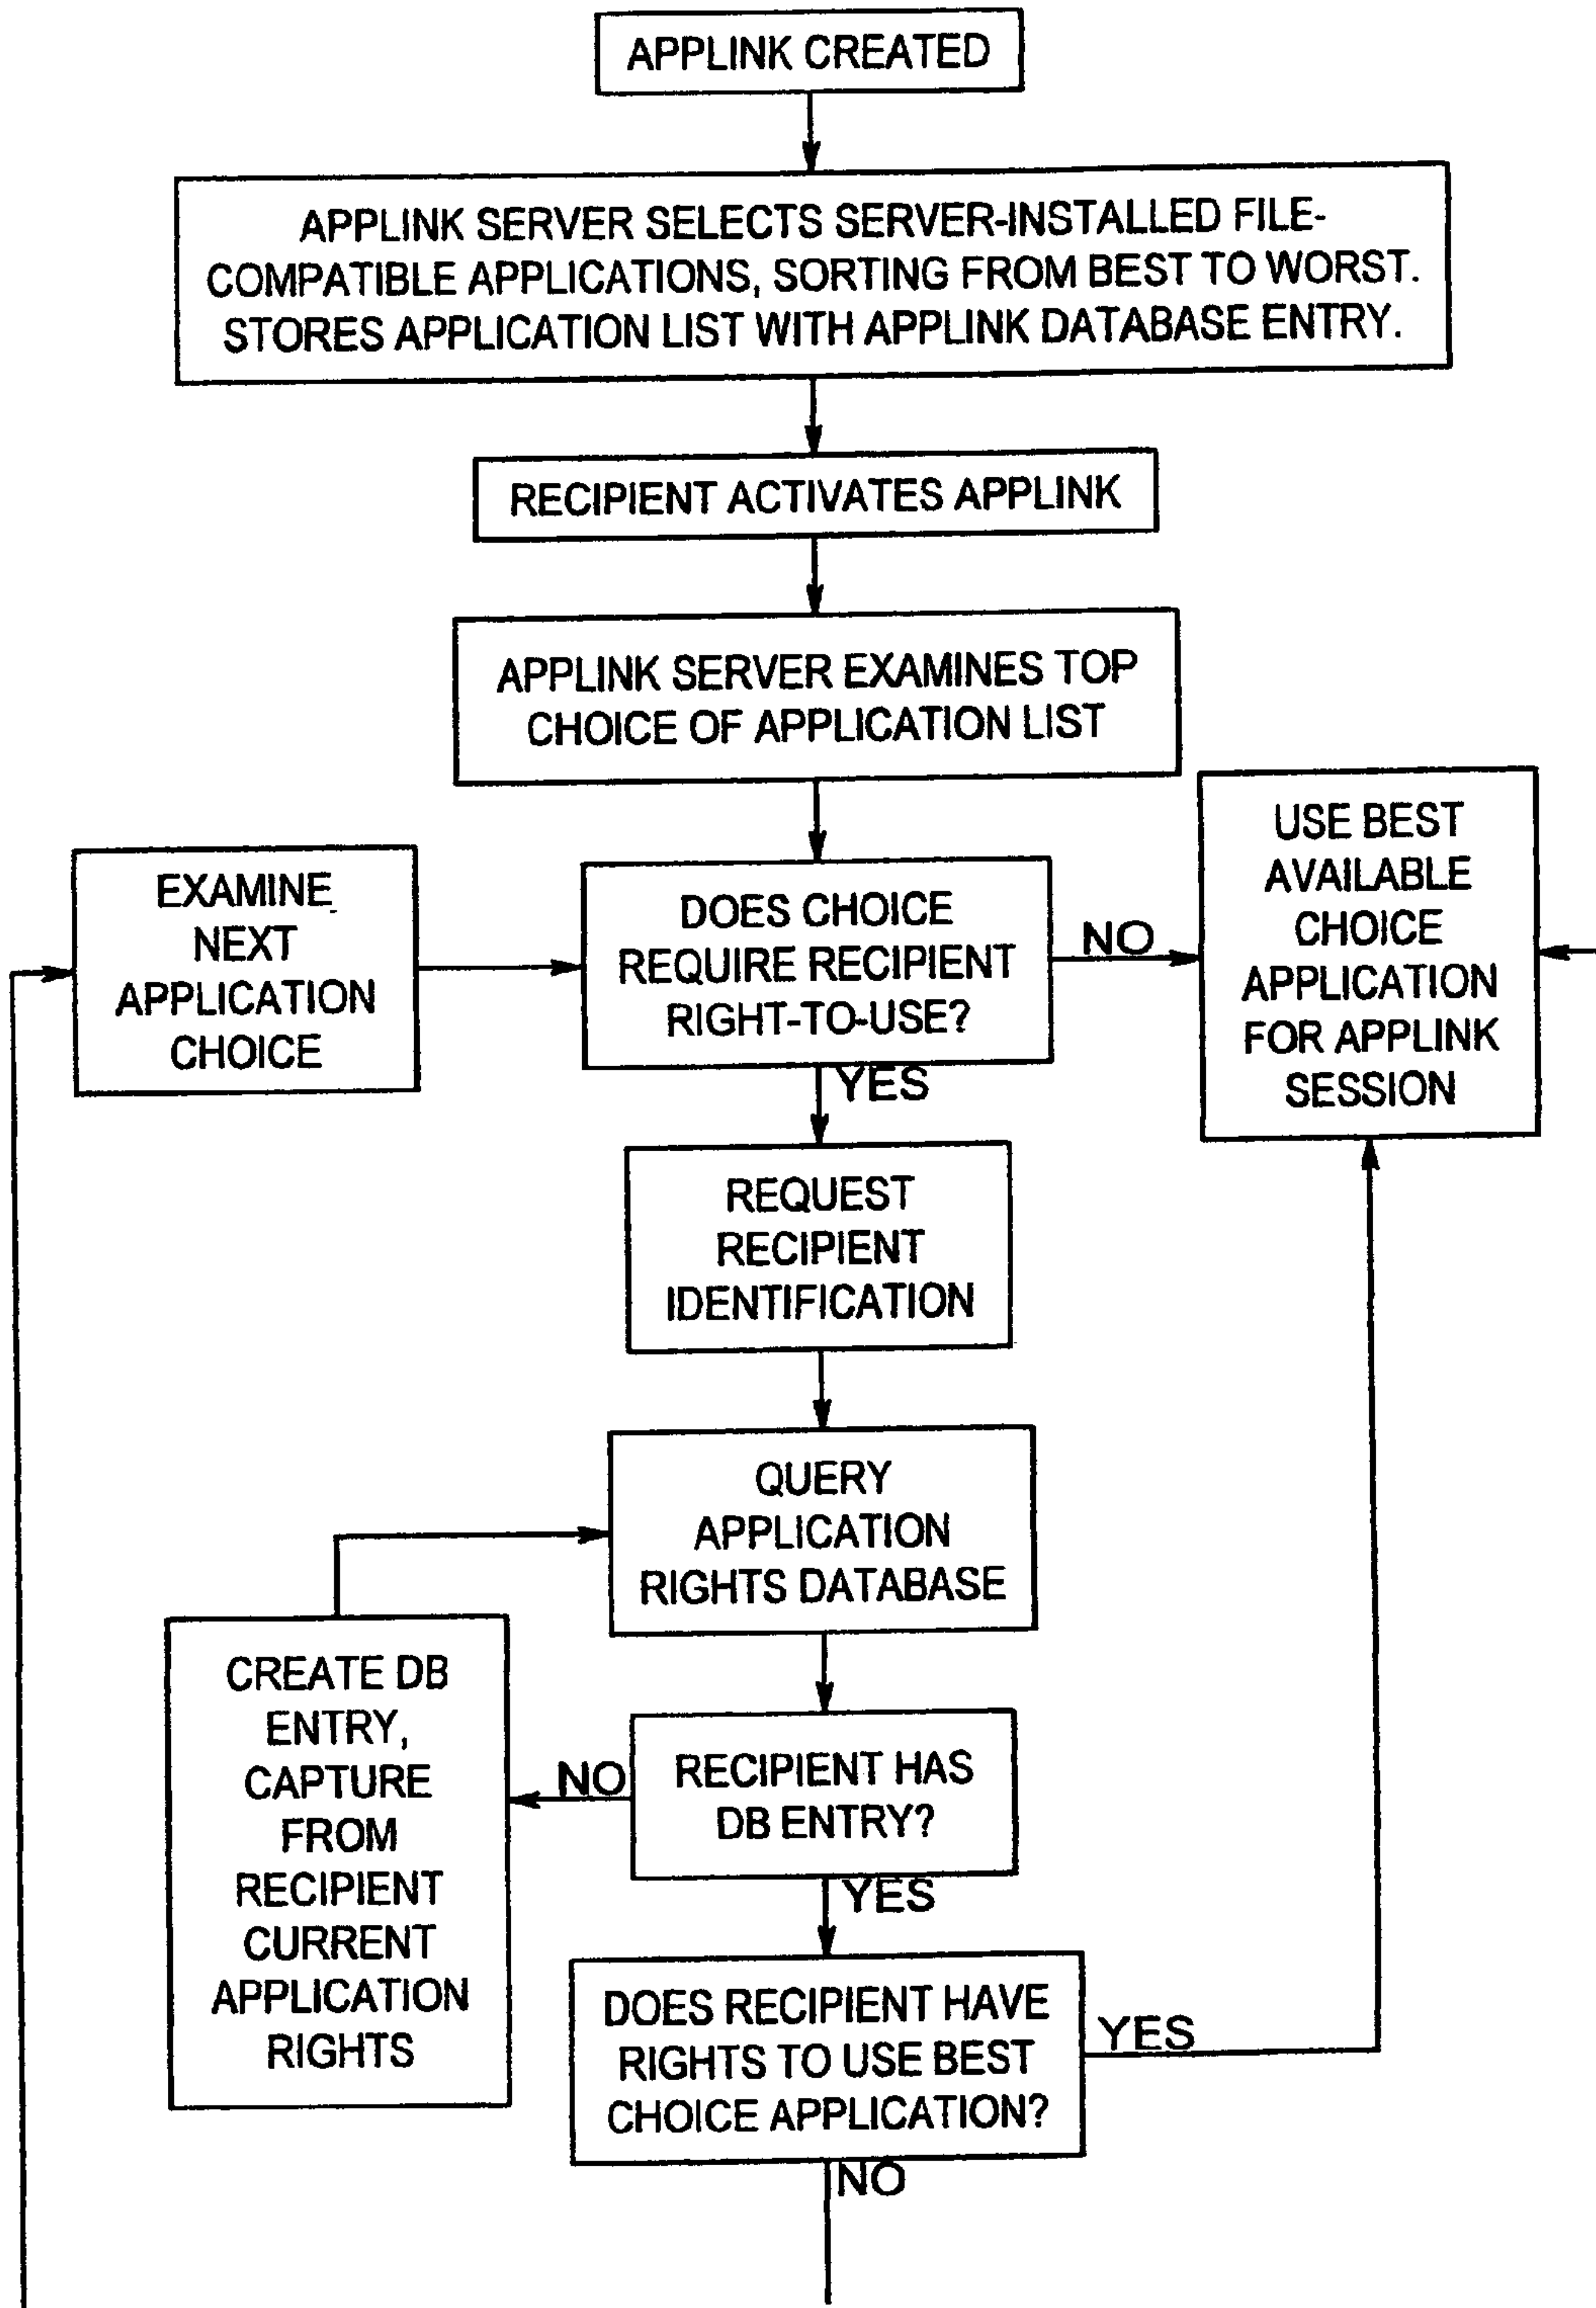 APPLINK CREATED
APPLINK SERVER SELECTS SERVER-INSTALLED FILE-
COMPATIBLE APPLICATIONS, SORTING FROM BEST TO WORST.
STORES APPLICATION LIST WITH APPLINK DATABASE ENTRY.
RECIPIENT ACTIVATES APPLINK
APPLINK SERVER EXAMINES TOP
CHOICE OF APPLICATION LIST
EXAMINE
NEXT
APPLICATION
CHOICE
DOES CHOICE
REQUIRE RECIPIENT
RIGHT-TO-USE?
NO
YES
USE BEST
AVAILABLE
CHOICE
APPLICATION
FOR APPLINK
SESSION
REQUEST
RECIPIENT
IDENTIFICATION
QUERY
APPLICATION
RIGHTS DATABASE
CREATE DB
ENTRY,
CAPTURE
FROM
RECIPIENT
CURRENT
APPLICATION
RIGHTS
NO
RECIPIENT HAS
DB ENTRY?
YES
DOES RECIPIENT HAVE
RIGHTS TO USE BEST
CHOICE APPLICATION?
YES
NO